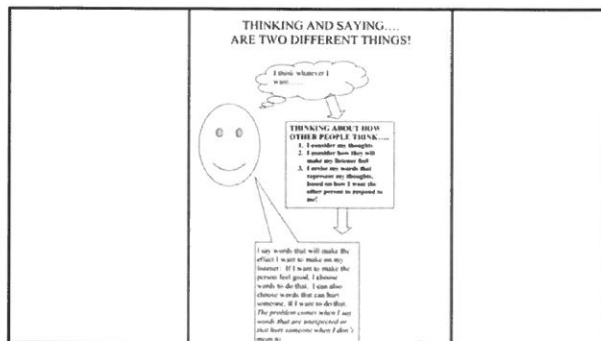 THINKING AND SAYING....
ARE TWO DIFFERENT THINGS!
I think whatever I
want......
THINKING ABOUT HOW
OTHER PEOPLE THINK.....
1. I consider my thoughts
2. I consider how they will
make my listener feel
3. I revise my words that
represent my thoughts,
based on how I want the
other person to respond to
me!
I say words that will make the
effect I want to make on my
listener: If I want to make the
person feel good, I choose
words to do that. I can also
choose words that can hurt
someone, if I want to do that.
The problem comes when I say
words that are unexpected or
that hurt someone when I don't
mean to